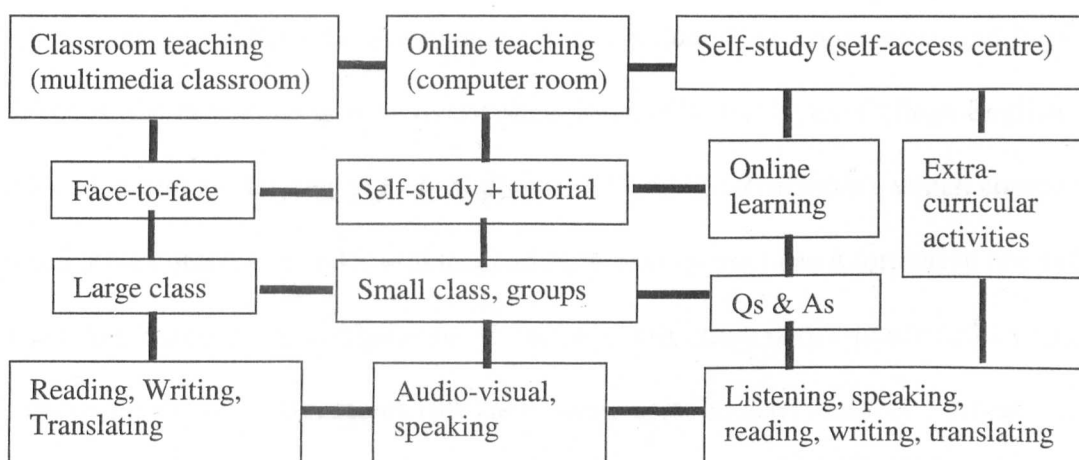 Classroom teaching
(multimedia classroom)
Online teaching
(computer room)
Self-study (self-access centre)
Face-to-face
Self-study + tutorial
Online
learning
Extra-
curricular
activities
Large class
Small class, groups
Qs & As
Reading, Writing,
Translating
Audio-visual,
speaking
Listening, speaking,
reading, writing, translating